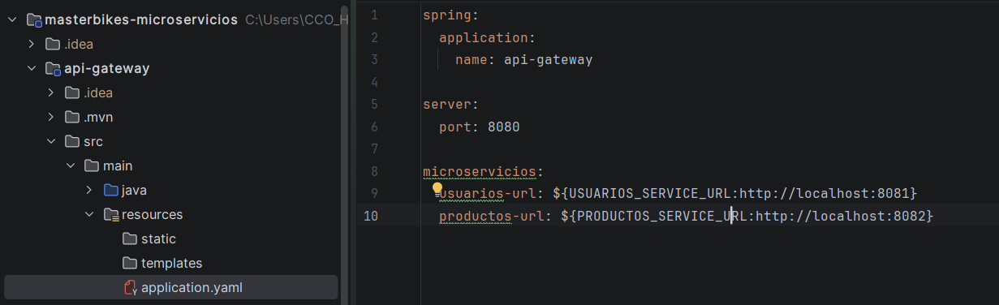 masterbikes-microservicios C:\Users\CCO_H
.idea
api-gateway
.idea
.mvn
src
main
java
resources
static
templates
application.yaml
1 spring:
2 application:
3 name: api-gateway
4
5 server:
6 port: 8080
7
8 microservicios:
9 usuarios-url: ${USUARIOS_SERVICE_URL:http://localhost:8081}
10 productos-url: ${PRODUCTOS_SERVICE_URL:http://localhost:8082}